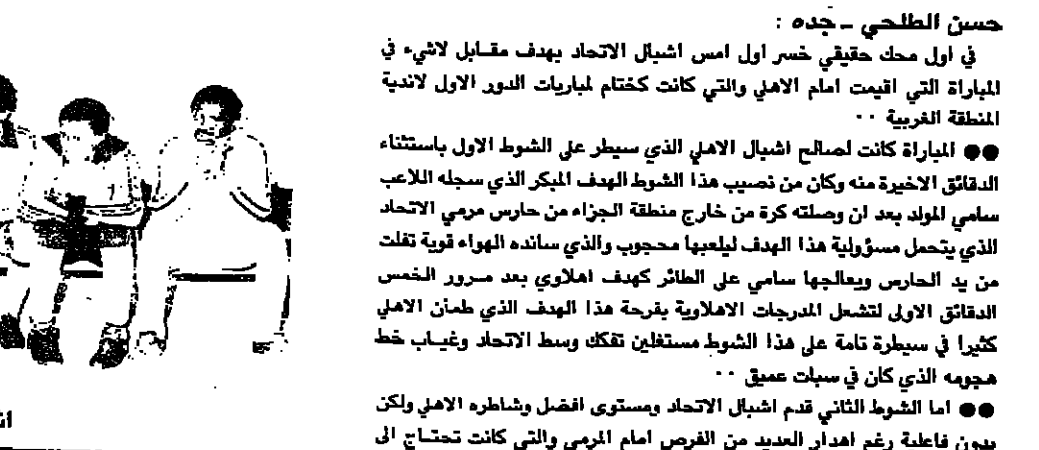 حسن الطلحي ـ جده :
في اول محك حقيقي خسر اول امس اشبال الاتحاد بهدف مقابل لاشيء في
المباراة التي اقيمت امام الاهلي والتي كانت كختام لمباريات الدور الاول لاندية
المنطقة الغربية ٠٠
●● المباراة كانت لصالح اشبال الاهلي الذي سيطر على الشوط الاول باستثناء
الدقائق الاخيرة منه وكان من نصيب هذا الشوط الهدف المبكر الذي سجله اللاعب
سامي المولد بعد ان وصلته كرة من خارج منطقة الجزاء من حارس مرمي الاتحاد
الذي يتحمل مسؤولية هذا الهدف ليلعبها محجوب والذي سانده الهواء قوية تفلت
من يد الحارس ويعالجها سامي على الطائر كهدف اهلاوي بعد مرور الخمس
الدقائق الاولى لتشعل المدرجات الاهلاوية بفرحة هذا الهدف الذي طمان الاهلي
كثيرا في سيطرة تامة على هذا الشوط مستغلين تفكك وسط الاتحاد وغياب خط
هجومه الذي كان في سبات عميق ٠٠
●● اما الشوط الثاني قدم اشبال الاتحاد ومستوى افضل وشاطره الاهلي ولكن
بدون فاعلية رغم اهدار العديد من الفرص امام المرمي والتي كانت تحتاج الى